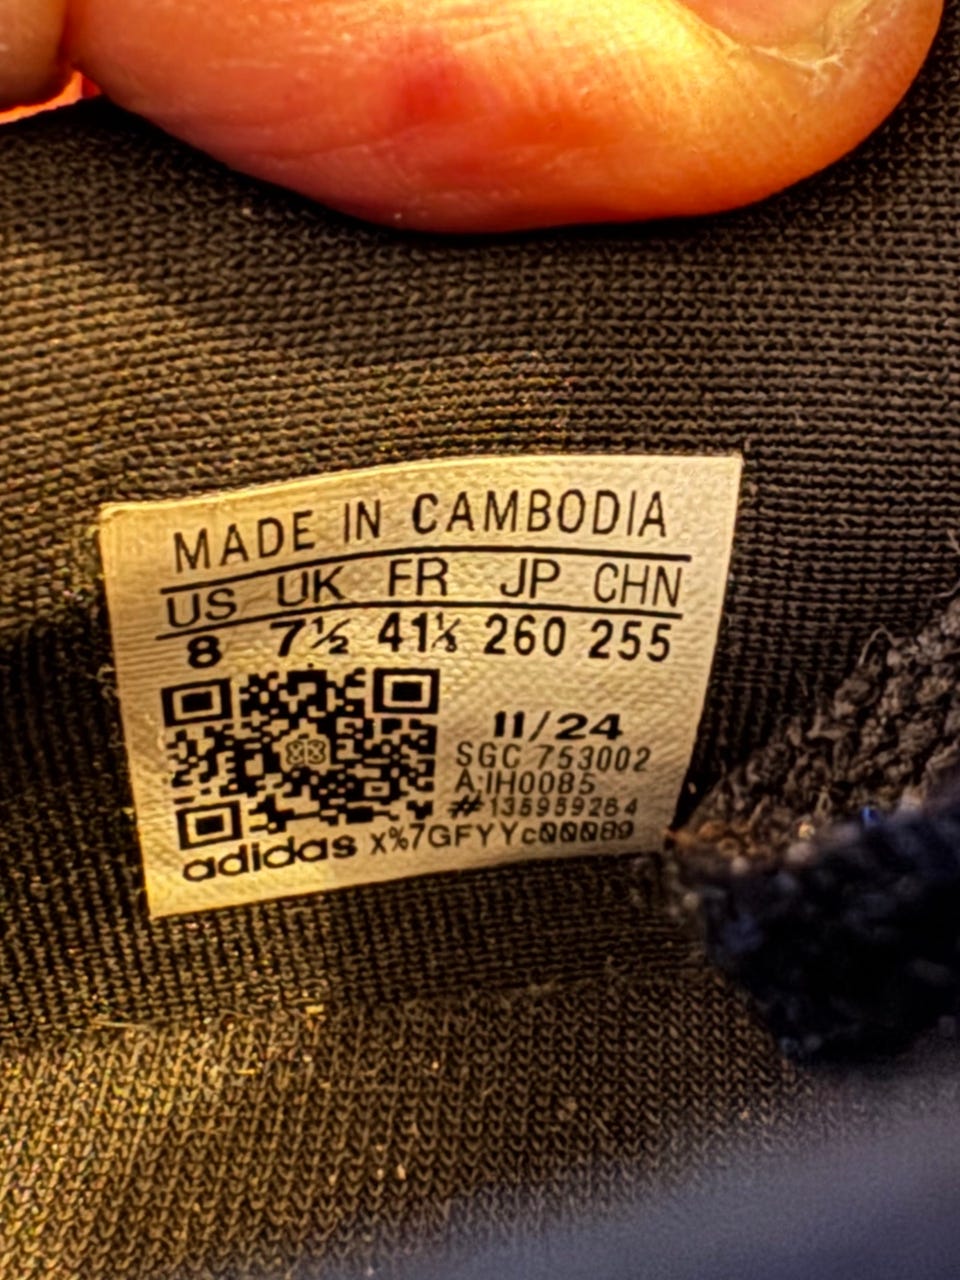 MADE IN CAMBODIA
US UK FR JP CHN
8 7½ 41⅓ 260 255
11/24
SGC 753002
A:IH0085
#135959264
adidas x%7GFYYc00089